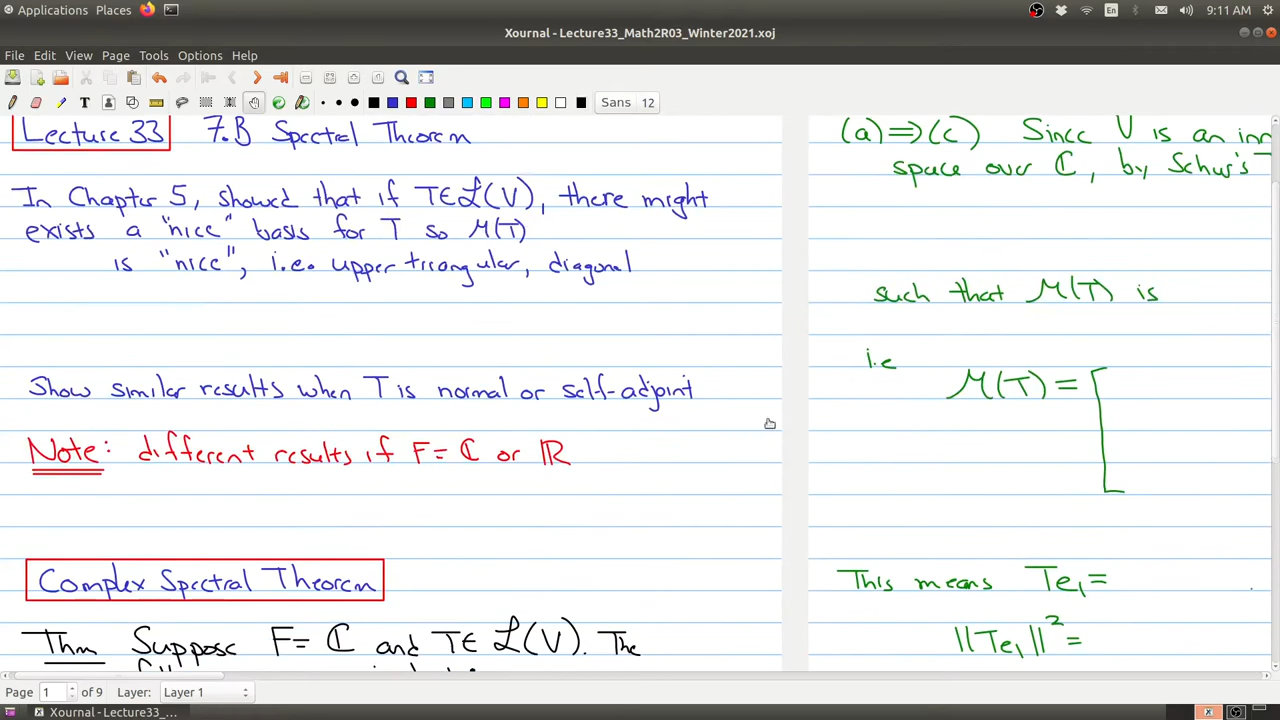 Applications Places En 9:11 AM
Xournal - Lecture33_Math2R03_Winter2021.xoj
File Edit View Page Tools Options Help
Sans 12
Lecture 33 7.B Spectral Theorem
In Chapter 5, showed that if T∈ℒ(V), there might
exists a "nice" basis for T so M(T)
is "nice", i.e. upper triangular, diagonal
Show similar results when T is normal or self-adjoint
Note: different results if F=ℂ or ℝ
Complex Spectral Theorem
Thm Suppose F=ℂ and T∈ℒ(V). The
(a)⟹(c) Since V is an inn
space over ℂ, by Schur's T
such that M(T) is
i.e
M(T) = [
This means Te₁=
||Te₁||² =
Page 1 of 9 Layer: Layer 1
Xournal - Lecture33_...